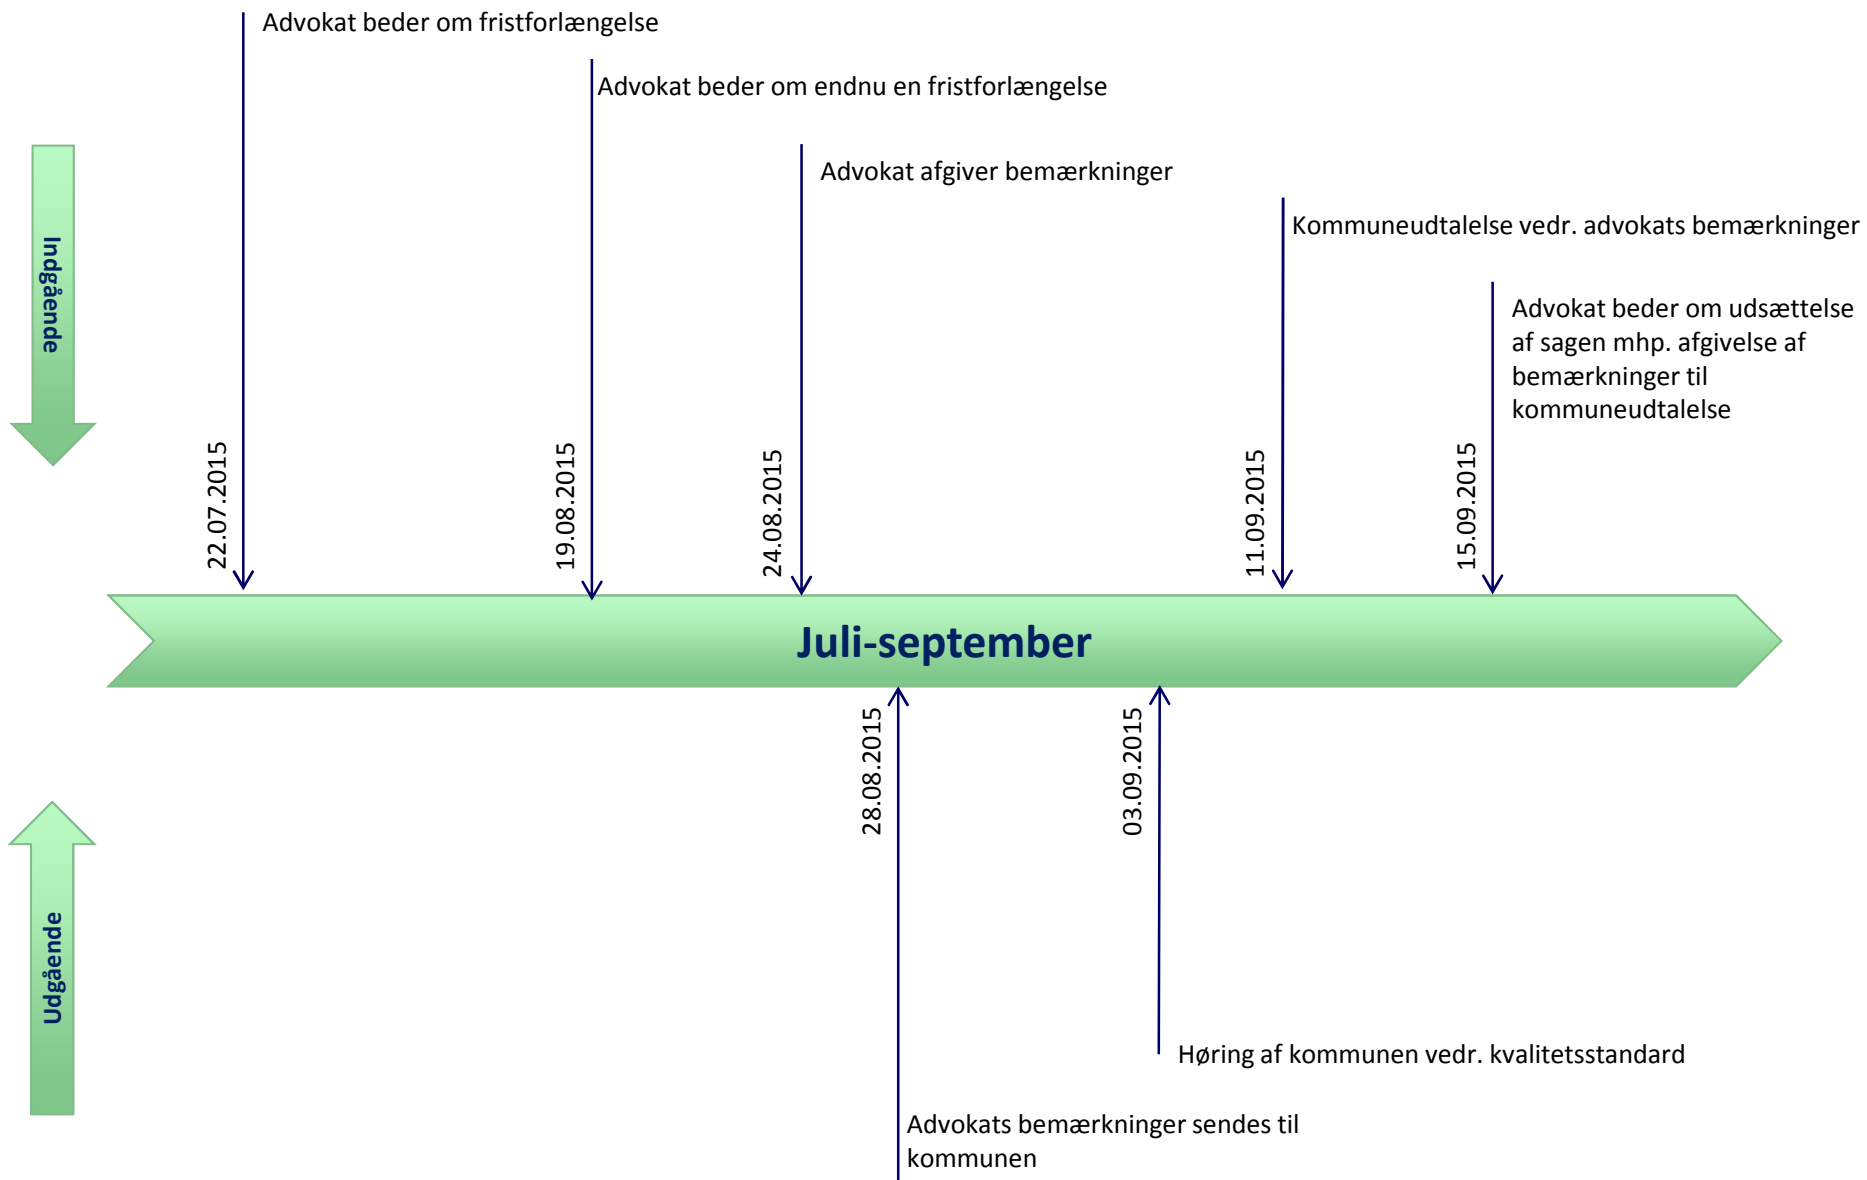 Advokat beder om fristforlængelse
Advokat beder om endnu en fristforlængelse
Advokat afgiver bemærkninger
Kommuneudtalelse vedr. advokats bemærkninger
Advokat beder om udsættelse
af sagen mhp. afgivelse af
bemærkninger til
kommuneudtalelse
Indgående
22.07.2015
19.08.2015
24.08.2015
11.09.2015
15.09.2015
Juli-september
28.08.2015
03.09.2015
Udgående
Høring af kommunen vedr. kvalitetsstandard
Advokats bemærkninger sendes til
kommunen